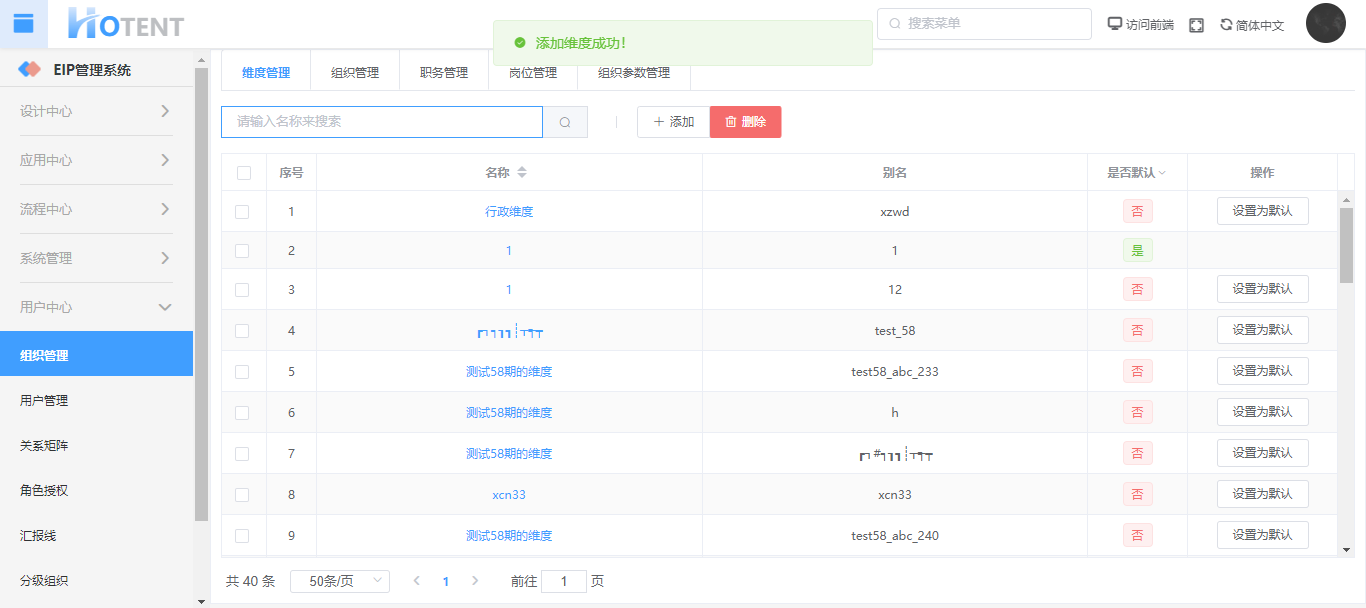 HOTENT
添加维度成功!
搜索菜单
访问前端
简体中文
EIP管理系统
设计中心
应用中心
流程中心
系统管理
用户中心
组织管理
用户管理
关系矩阵
角色授权
汇报线
分级组织
维度管理 组织管理 职务管理 岗位管理 组织参数管理
请输入名称来搜索
添加 删除
序号 名称 别名 是否默认 操作
1 行政维度 xzwd 否 设置为默认
2 1 1 是
3 1 12 否 设置为默认
4 test_58 否 设置为默认
5 测试58期的维度 test58_abc_233 否 设置为默认
6 测试58期的维度 h 否 设置为默认
7 测试58期的维度 否 设置为默认
8 xcn33 xcn33 否 设置为默认
9 测试58期的维度 test58_abc_240 否 设置为默认
共 40 条 50条/页 1 前往 1 页